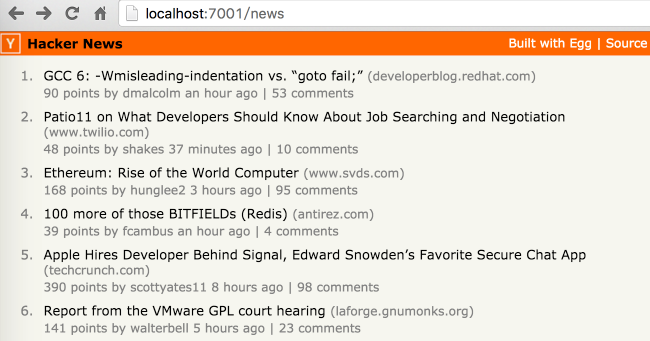 localhost:7001/news
Y Hacker News Built with Egg | Source
1. GCC 6: -Wmisleading-indentation vs. “goto fail;” (developerblog.redhat.com)
90 points by dmalcolm an hour ago | 53 comments
2. Patio11 on What Developers Should Know About Job Searching and Negotiation
(www.twilio.com)
48 points by shakes 37 minutes ago | 10 comments
3. Ethereum: Rise of the World Computer (www.svds.com)
168 points by hunglee2 3 hours ago | 95 comments
4. 100 more of those BITFIELDs (Redis) (antirez.com)
39 points by fcambus an hour ago | 4 comments
5. Apple Hires Developer Behind Signal, Edward Snowden’s Favorite Secure Chat App
(techcrunch.com)
390 points by scottyates11 8 hours ago | 98 comments
6. Report from the VMware GPL court hearing (laforge.gnumonks.org)
141 points by walterbell 5 hours ago | 23 comments